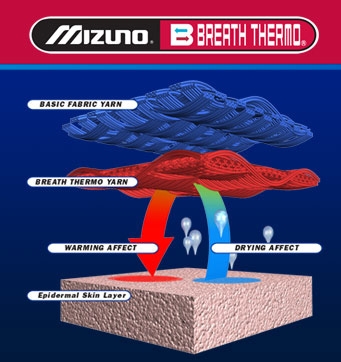 MIZUNO® B BREATH THERMO®
BASIC FABRIC YARN
BREATH THERMO YARN
WARMING AFFECT
DRYING AFFECT
Epidermal Skin Layer